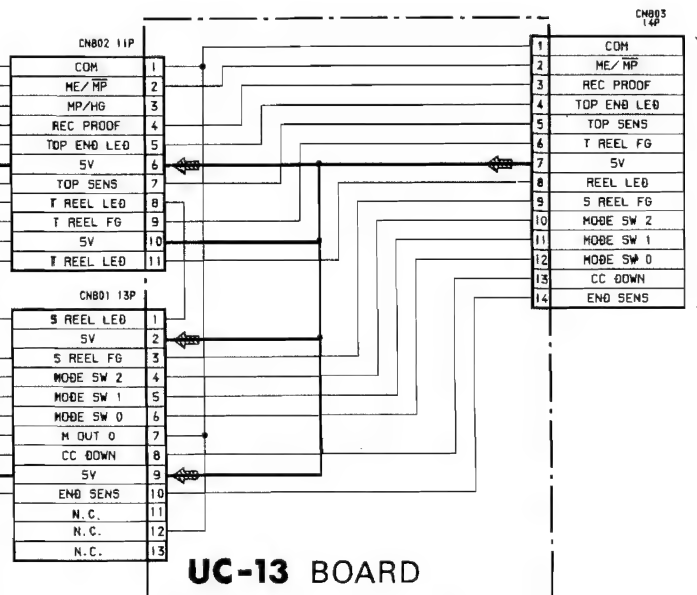 CN802 11P
COM 1
ME/M̅P̅ 2
MP/HG 3
REC PROOF 4
TOP END LED 5
5V 6
TOP SENS 7
T REEL LED 8
T REEL FG 9
5V 10
T REEL LED 11
CN801 13P
S REEL LED 1
5V 2
S REEL FG 3
MODE SW 2 4
MODE SW 1 5
MODE SW 0 6
M OUT 0 7
CC DOWN 8
5V 9
END SENS 10
N.C. 11
N.C. 12
N.C. 13
CN803
14P
1 COM
2 ME/M̅P̅
3 REC PROOF
4 TOP END LED
5 TOP SENS
6 T REEL FG
7 5V
8 REEL LED
9 S REEL FG
10 MODE SW 2
11 MODE SW 1
12 MODE SW 0
13 CC DOWN
14 END SENS
UC-13 BOARD